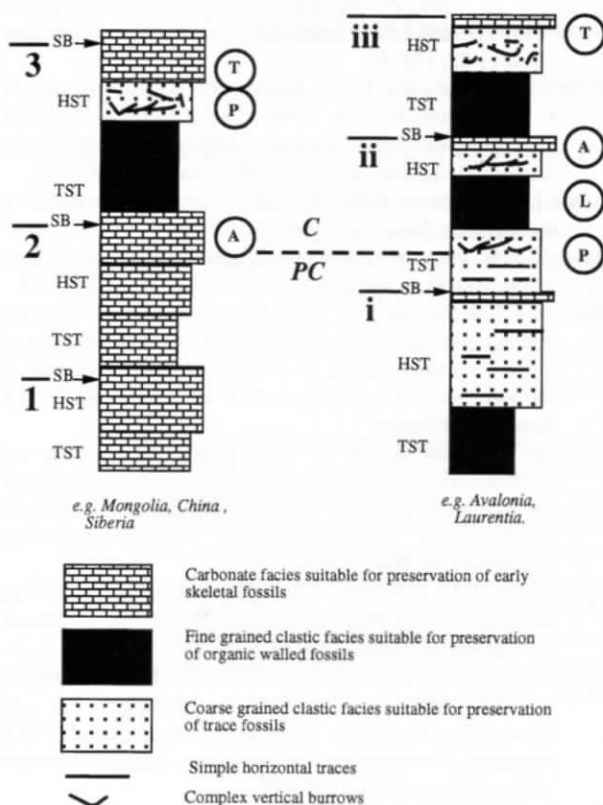 3
SB
HST
T
P
TST
SB
2
A
HST
TST
SB
1
HST
TST
e.g. Mongolia, China ,
Siberia
C
PC
iii
HST
T
TST
SB
ii
A
HST
L
TST
P
SB
i
HST
TST
e.g. Avalonia,
Laurentia.
Carbonate facies suitable for preservation of early
skeletal fossils
Fine grained clastic facies suitable for preservation
of organic walled fossils
Coarse grained clastic facies suitable for preservation
of trace fossils
Simple horizontal traces
Complex vertical burrows